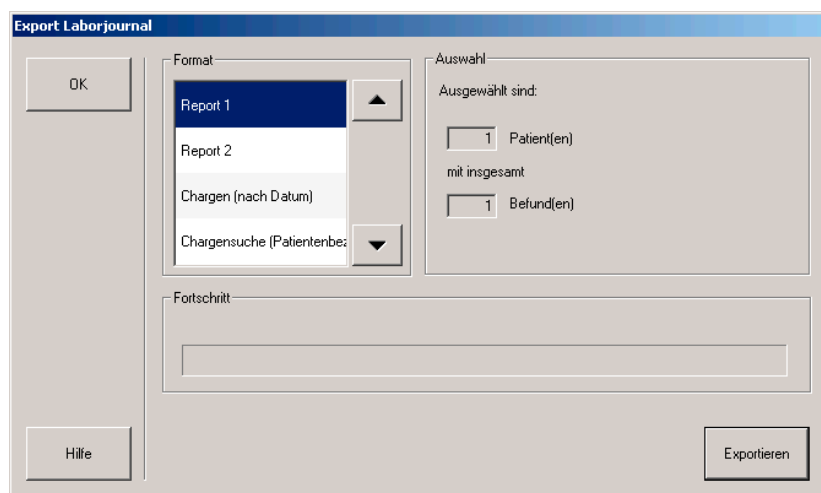 Export Laborjournal
OK
Format
Report 1
Report 2
Chargen (nach Datum)
Chargensuche (Patientenbez
Auswahl
Ausgewählt sind:
1 Patient(en)
mit insgesamt
1 Befund(en)
Fortschritt
Hilfe
Exportieren